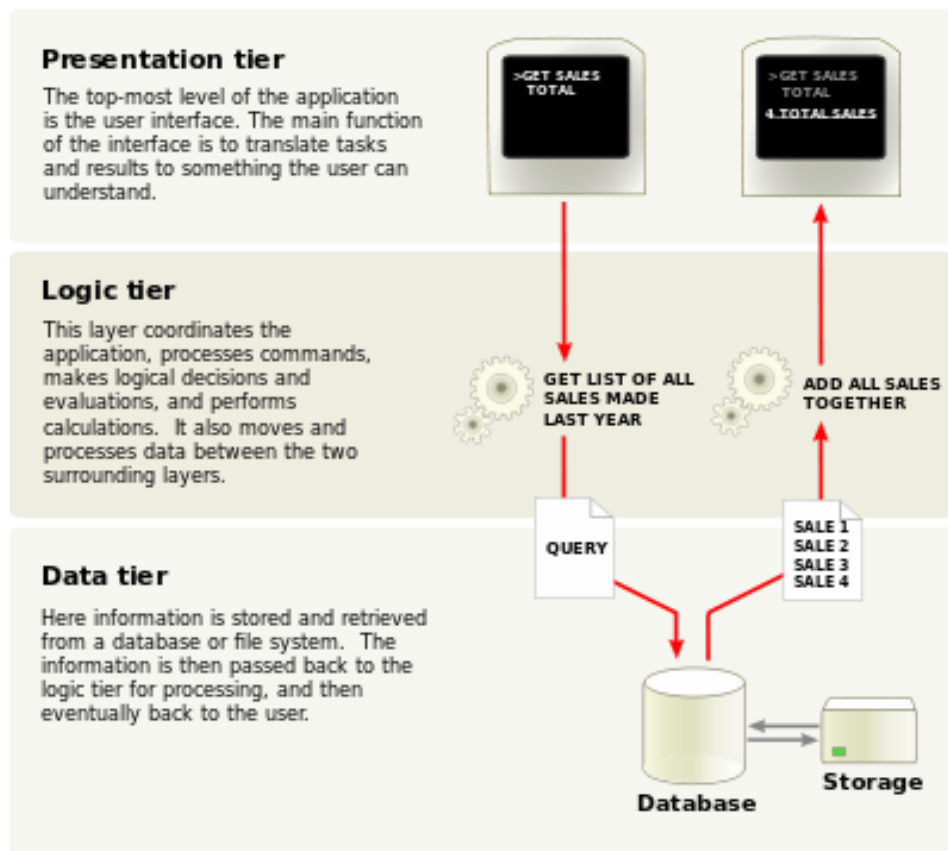 Presentation tier
The top-most level of the application
is the user interface. The main function
of the interface is to translate tasks
and results to something the user can
understand.
>GET SALES
TOTAL
>GET SALES
TOTAL
4 TOTAL SALES
Logic tier
This layer coordinates the
application, processes commands,
makes logical decisions and
evaluations, and performs
calculations. It also moves and
processes data between the two
surrounding layers.
GET LIST OF ALL
SALES MADE
LAST YEAR
ADD ALL SALES
TOGETHER
QUERY
SALE 1
SALE 2
SALE 3
SALE 4
Data tier
Here information is stored and retrieved
from a database or file system. The
information is then passed back to the
logic tier for processing, and then
eventually back to the user.
Database
Storage